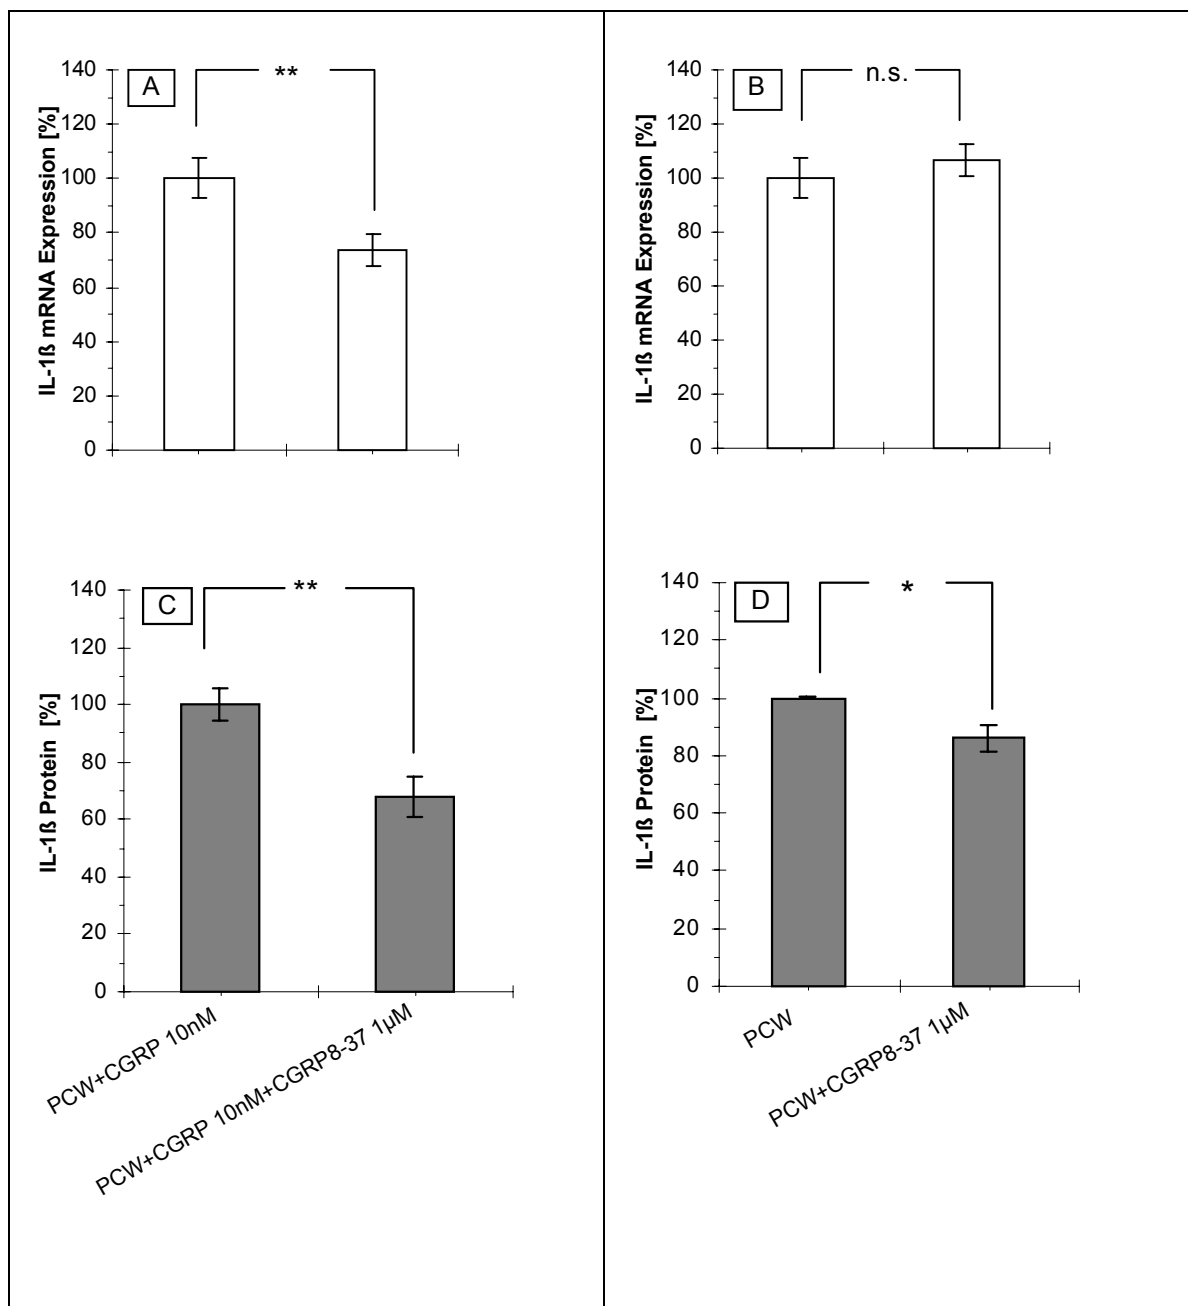 A
**
IL-1ß mRNA Expression [%]
140
120
100
80
60
40
20
0
B
n.s.
IL-1ß mRNA Expression [%]
140
120
100
80
60
40
20
0
C
**
IL-1ß Protein [%]
140
120
100
80
60
40
20
0
PCW+CGRP 10nM
PCW+CGRP 10nM+CGRP8-37 1µM
D
*
IL-1ß Protein [%]
140
120
100
80
60
40
20
0
PCW
PCW+CGRP8-37 1µM